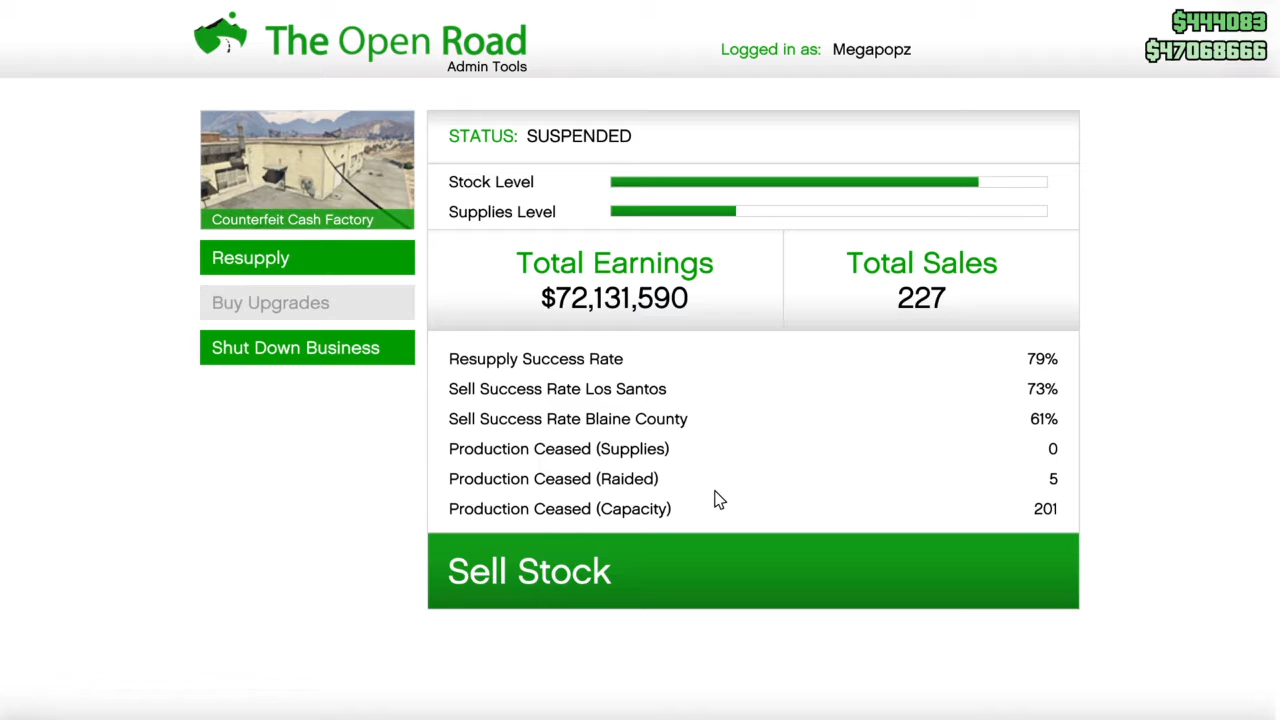 The Open Road
Admin Tools
Logged in as: Megapopz
$444083
$47068666
Counterfeit Cash Factory
Resupply
Buy Upgrades
Shut Down Business
STATUS: SUSPENDED
Stock Level
Supplies Level
Total Earnings
$72,131,590
Total Sales
227
Resupply Success Rate 79%
Sell Success Rate Los Santos 73%
Sell Success Rate Blaine County 61%
Production Ceased (Supplies) 0
Production Ceased (Raided) 5
Production Ceased (Capacity) 201
Sell Stock